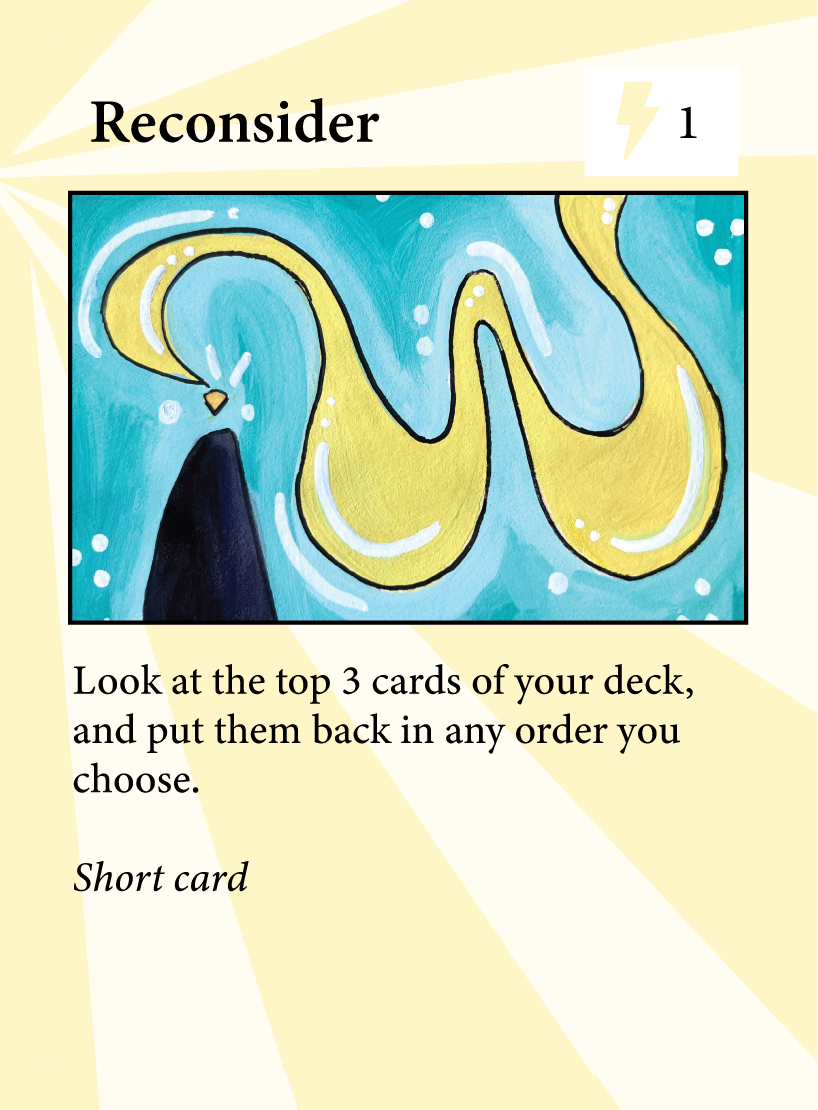 Reconsider
1
Look at the top 3 cards of your deck,
and put them back in any order you
choose.
Short card